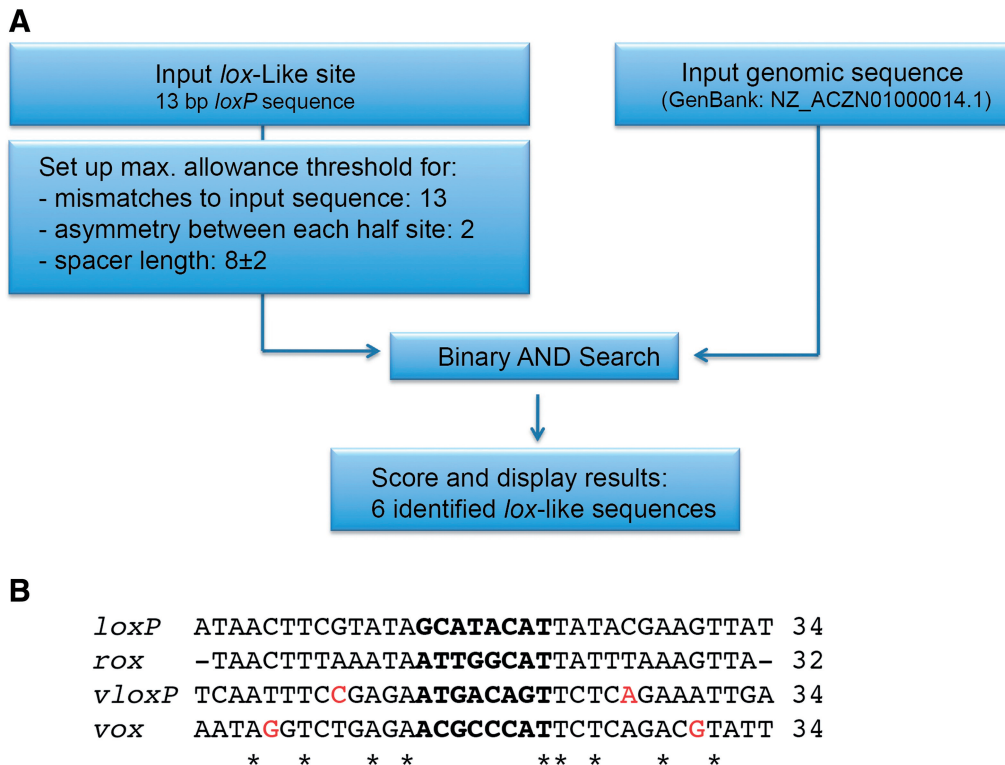 A
Input lox-Like site
13 bp loxP sequence
Input genomic sequence
(GenBank: NZ_ACZN01000014.1)
Set up max. allowance threshold for:
- mismatches to input sequence: 13
- asymmetry between each half site: 2
- spacer length: 8±2
Binary AND Search
Score and display results:
6 identified lox-like sequences
B
loxP ATAACTTCGTATAGCATACATTATACGAAGTTAT 34
rox -TAACTTTAAATAATTGGCATTATTTAAAGTTA- 32
vloxP TCAATTTCCGAGAATGACAGTTCTCAGAAATTGA 34
vox AATAGGTCTGAGAACGCCCATTCTCAGACGTATT 34
* * * * ** * * *